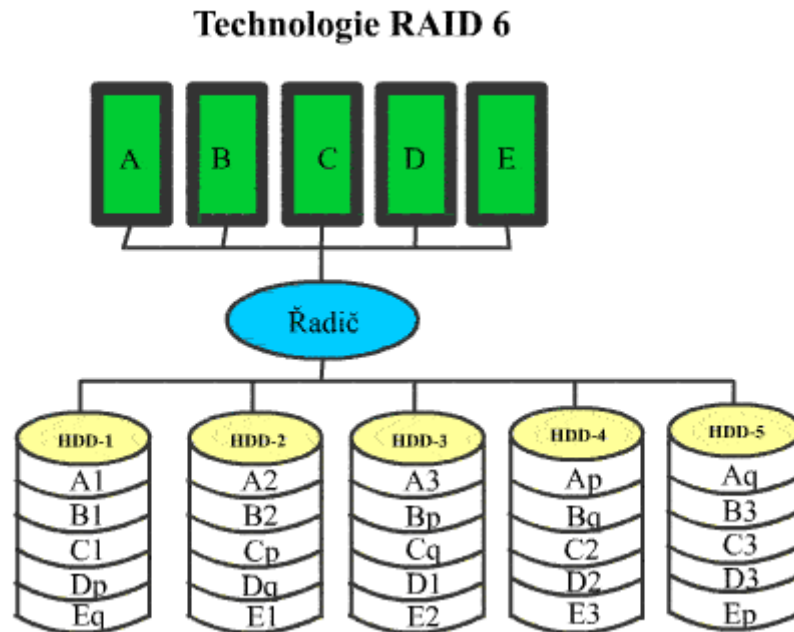 Technologie RAID 6
A B C D E
Řadič
HDD-1 HDD-2 HDD-3 HDD-4 HDD-5
A1 A2 A3 Ap Aq
B1 B2 Bp Bq B3
C1 Cp Cq C2 C3
Dp Dq D1 D2 D3
Eq E1 E2 E3 Ep